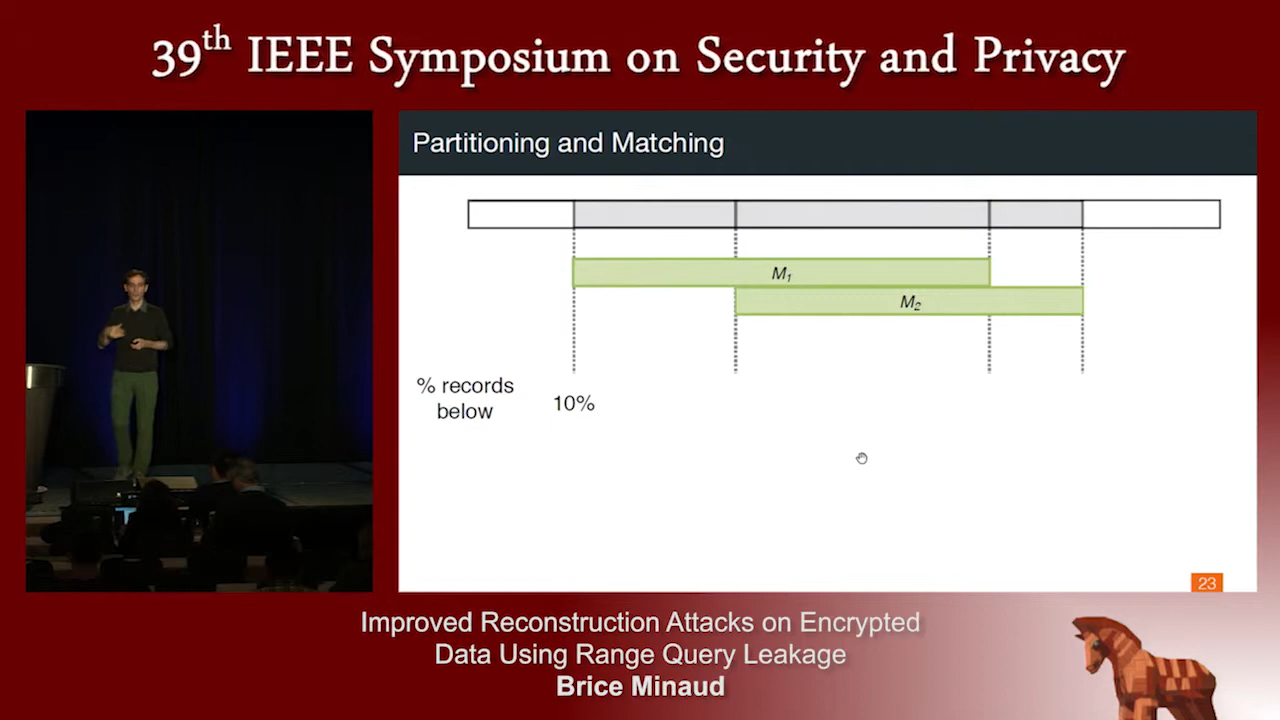 39th IEEE Symposium on Security and Privacy
Partitioning and Matching
M1
M2
% records
below
10%
23
Improved Reconstruction Attacks on Encrypted
Data Using Range Query Leakage
Brice Minaud